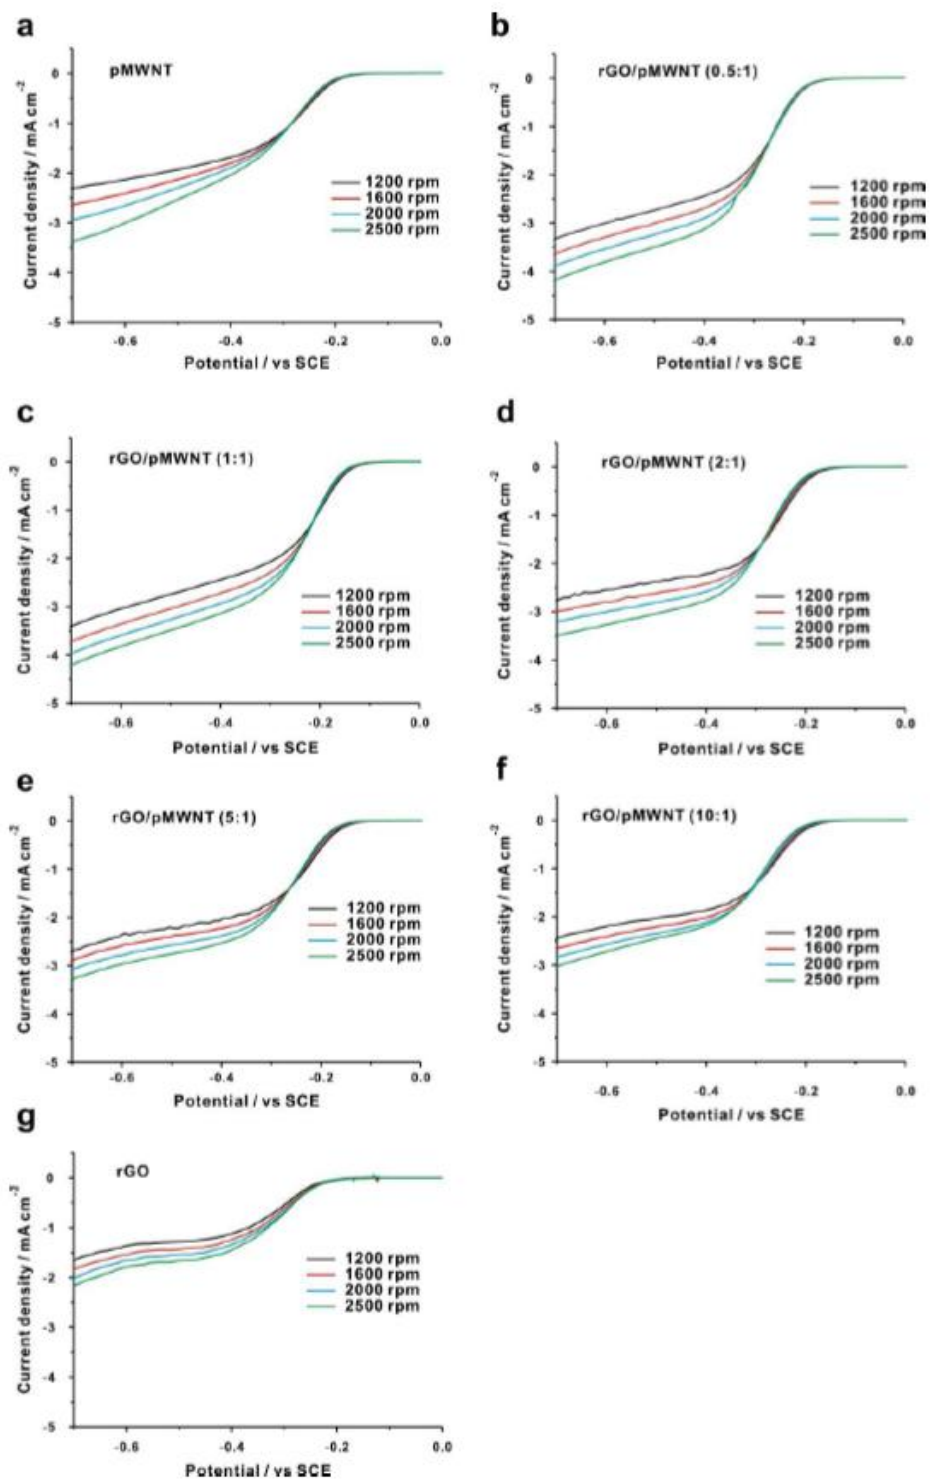 a
pMWNT
Current density / mA cm-2
0
-1
-2
-3
-4
-5
1200 rpm
1600 rpm
2000 rpm
2500 rpm
-0.6
-0.4
-0.2
0.0
Potential / vs SCE
b
rGO/pMWNT (0.5:1)
Current density / mA cm-2
0
-1
-2
-3
-4
-5
1200 rpm
1600 rpm
2000 rpm
2500 rpm
-0.6
-0.4
-0.2
0.0
Potential / vs SCE
c
rGO/pMWNT (1:1)
Current density / mA cm-2
0
-1
-2
-3
-4
-5
1200 rpm
1600 rpm
2000 rpm
2500 rpm
-0.6
-0.4
-0.2
0.0
Potential / vs SCE
d
rGO/pMWNT (2:1)
Current density / mA cm-2
0
-1
-2
-3
-4
-5
1200 rpm
1600 rpm
2000 rpm
2500 rpm
-0.6
-0.4
-0.2
0.0
Potential / vs SCE
e
rGO/pMWNT (5:1)
Current density / mA cm-2
0
-1
-2
-3
-4
-5
1200 rpm
1600 rpm
2000 rpm
2500 rpm
-0.6
-0.4
-0.2
0.0
Potential / vs SCE
f
rGO/pMWNT (10:1)
Current density / mA cm-2
0
-1
-2
-3
-4
-5
1200 rpm
1600 rpm
2000 rpm
2500 rpm
-0.6
-0.4
-0.2
0.0
Potential / vs SCE
g
rGO
Current density / mA cm-2
0
-1
-2
-3
-4
-5
1200 rpm
1600 rpm
2000 rpm
2500 rpm
-0.6
-0.4
-0.2
0.0
Potential / vs SCE